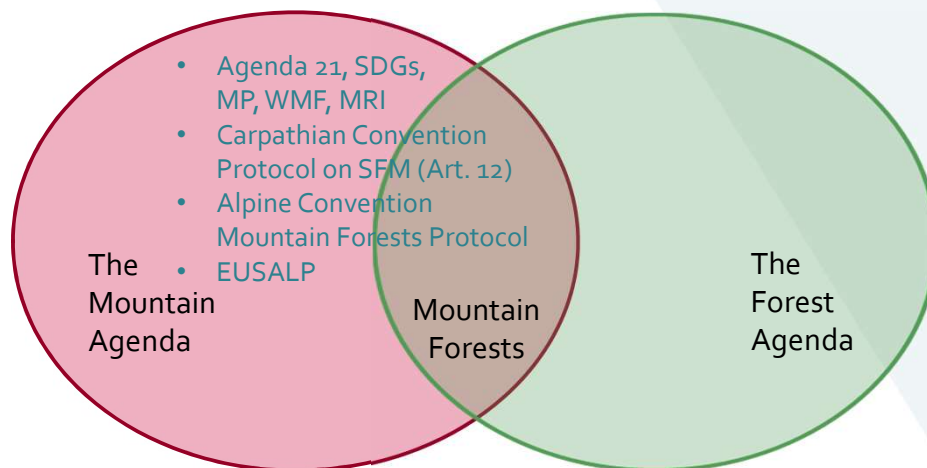 • Agenda 21, SDGs,
MP, WMF, MRI
• Carpathian Convention
Protocol on SFM (Art. 12)
• Alpine Convention
Mountain Forests Protocol
• EUSALP
The
Mountain
Agenda
Mountain
Forests
The
Forest
Agenda